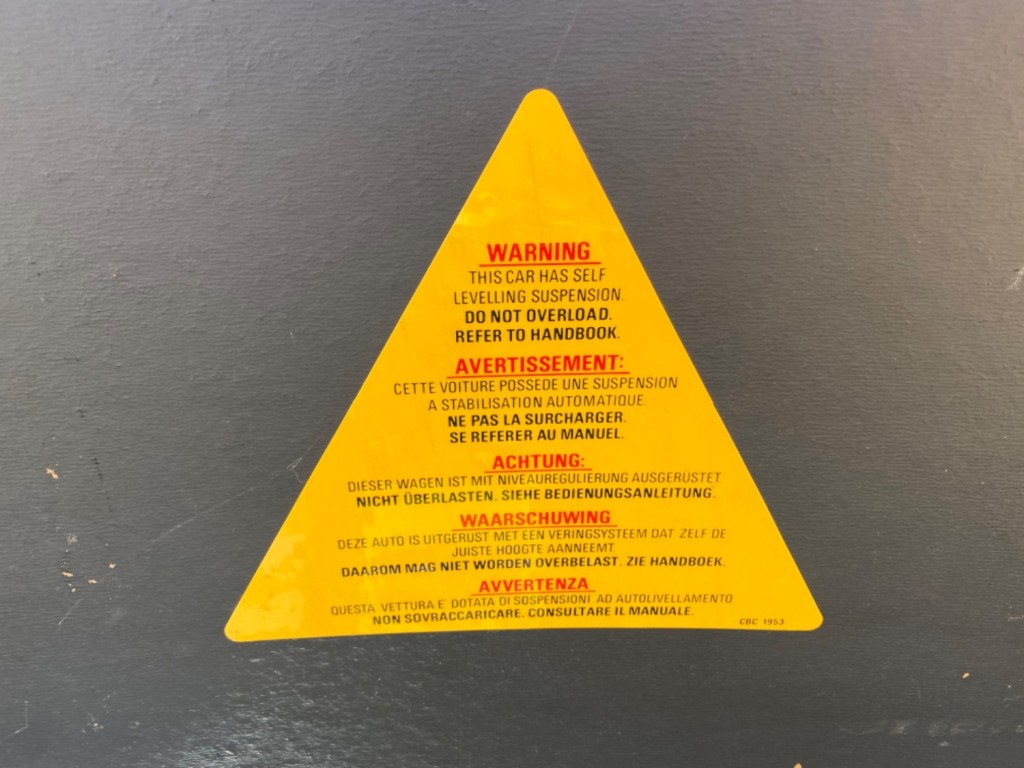 WARNING
THIS CAR HAS SELF
LEVELLING SUSPENSION.
DO NOT OVERLOAD.
REFER TO HANDBOOK.
AVERTISSEMENT:
CETTE VOITURE POSSEDE UNE SUSPENSION
A STABILISATION AUTOMATIQUE
NE PAS LA SURCHARGER.
SE REFERER AU MANUEL.
ACHTUNG:
DIESER WAGEN IST MIT NIVEAUREGULIERUNG AUSGERÜSTET
NICHT ÜBERLASTEN. SIEHE BEDIENUNGSANLEITUNG.
WAARSCHUWING
DEZE AUTO IS UITGERUST MET EEN VERINGSYSTEEM DAT ZELF DE
JUISTE HOOGTE AANNEEMT
DAAROM MAG NIET WORDEN OVERBELAST. ZIE HANDBOEK.
AVVERTENZA
QUESTA VETTURA E' DOTATA DI SOSPENSIONI AD AUTOLIVELLAMENTO
NON SOVRACCARICARE. CONSULTARE IL MANUALE.
CBC 1953